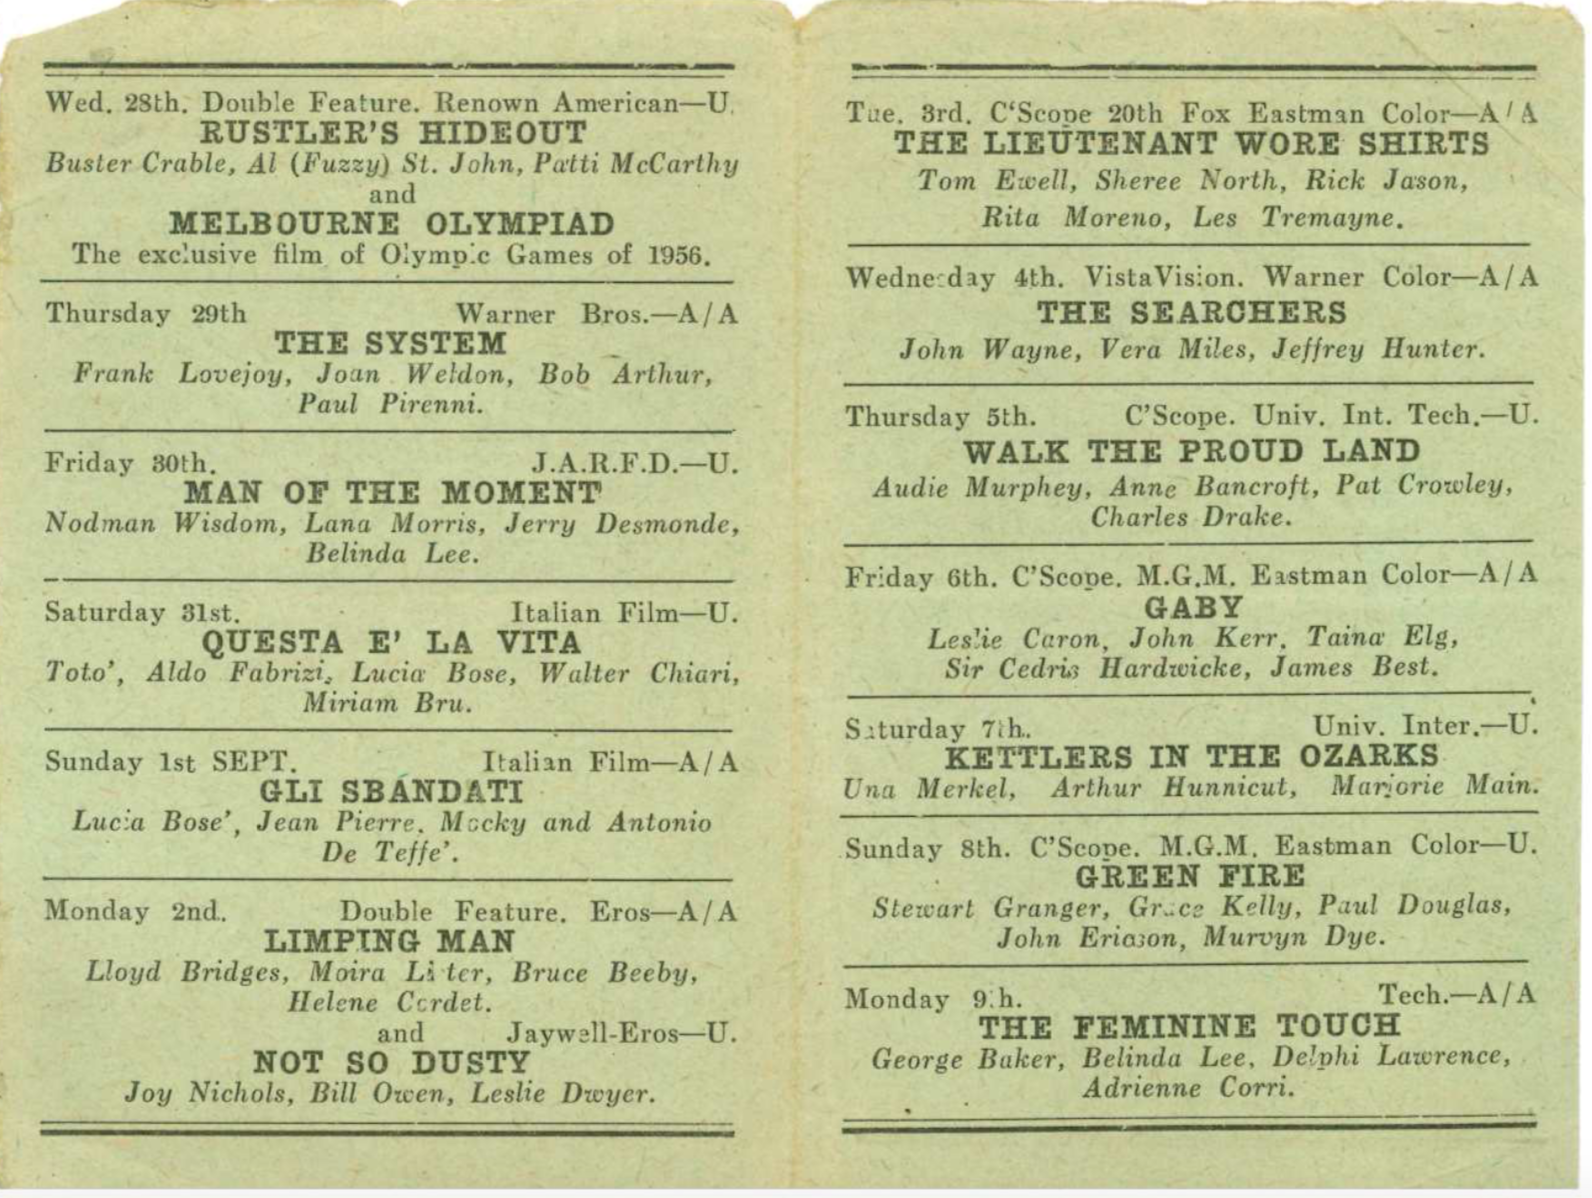 Wed. 28th. Double Feature. Renown American—U.
RUSTLER'S HIDEOUT
Buster Crable, Al (Fuzzy) St. John, Patti McCarthy
and
MELBOURNE OLYMPIAD
The exclusive film of Olympic Games of 1956.
Thursday 29th Warner Bros.—A/A
THE SYSTEM
Frank Lovejoy, Joan Weldon, Bob Arthur,
Paul Pirenni.
Friday 30th. J.A.R.F.D.—U.
MAN OF THE MOMENT
Nodman Wisdom, Lana Morris, Jerry Desmonde,
Belinda Lee.
Saturday 31st. Italian Film—U.
QUESTA E' LA VITA
Toto', Aldo Fabrizi, Lucia Bose, Walter Chiari,
Miriam Bru.
Sunday 1st SEPT. Italian Film—A/A
GLI SBANDATI
Lucia Bose', Jean Pierre. Mocky and Antonio
De Teffe'.
Monday 2nd. Double Feature. Eros—A/A
LIMPING MAN
Lloyd Bridges, Moira Lister, Bruce Beeby,
Helene Cordet.
and Jaywell-Eros—U.
NOT SO DUSTY
Joy Nichols, Bill Owen, Leslie Dwyer.
Tue. 3rd. C'Scope 20th Fox Eastman Color—A/A
THE LIEUTENANT WORE SHIRTS
Tom Ewell, Sheree North, Rick Jason,
Rita Moreno, Les Tremayne.
Wednesday 4th. VistaVision. Warner Color—A/A
THE SEARCHERS
John Wayne, Vera Miles, Jeffrey Hunter.
Thursday 5th. C'Scope. Univ. Int. Tech.—U.
WALK THE PROUD LAND
Audie Murphey, Anne Bancroft, Pat Crowley,
Charles Drake.
Friday 6th. C'Scope. M.G.M. Eastman Color—A/A
GABY
Leslie Caron, John Kerr. Taina Elg,
Sir Cedris Hardwicke, James Best.
Saturday 7th. Univ. Inter.—U.
KETTLERS IN THE OZARKS
Una Merkel, Arthur Hunnicut, Marjorie Main.
Sunday 8th. C'Scope. M.G.M. Eastman Color—U.
GREEN FIRE
Stewart Granger, Grace Kelly, Paul Douglas,
John Ericson, Murvyn Dye.
Monday 9th. Tech.—A/A
THE FEMININE TOUCH
George Baker, Belinda Lee, Delphi Lawrence,
Adrienne Corri.